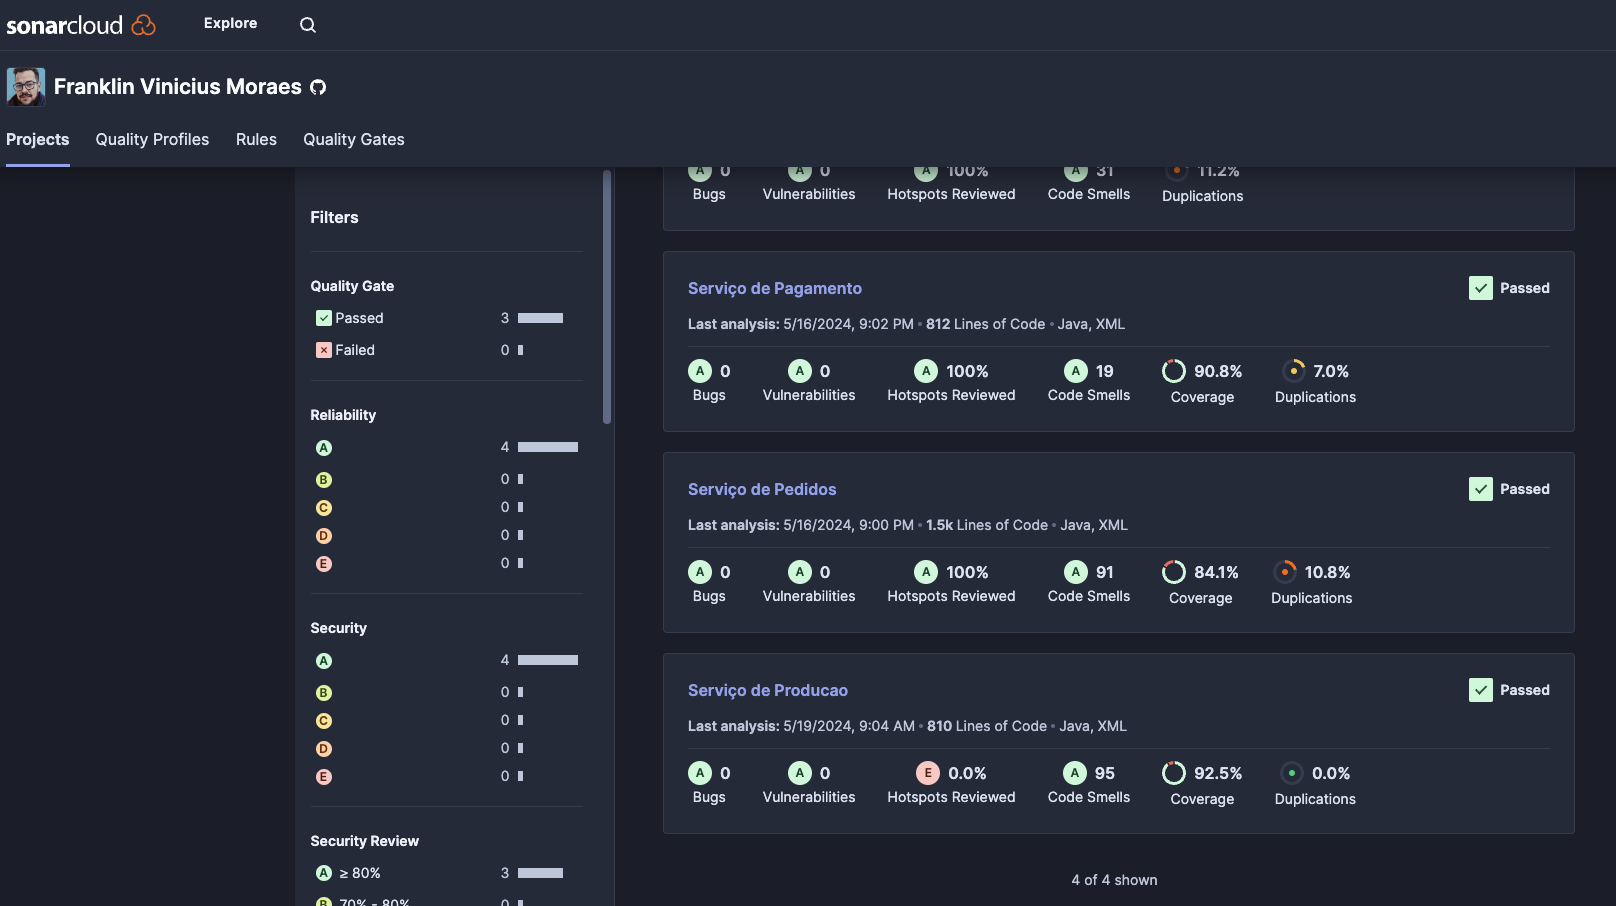 sonarcloud
Explore
Franklin Vinicius Moraes
Projects Quality Profiles Rules Quality Gates
Filters
Quality Gate
Passed 3
Failed 0
Reliability
A 4
B 0
C 0
D 0
E 0
Security
A 4
B 0
C 0
D 0
E 0
Security Review
A ≥ 80% 3
B 70% - 80% 0
A 0 A 0 A 100% A 31 11.2%
Bugs Vulnerabilities Hotspots Reviewed Code Smells Duplications
Serviço de Pagamento Passed
Last analysis: 5/16/2024, 9:02 PM • 812 Lines of Code • Java, XML
A 0 A 0 A 100% A 19 90.8% 7.0%
Bugs Vulnerabilities Hotspots Reviewed Code Smells Coverage Duplications
Serviço de Pedidos Passed
Last analysis: 5/16/2024, 9:00 PM • 1.5k Lines of Code • Java, XML
A 0 A 0 A 100% A 91 84.1% 10.8%
Bugs Vulnerabilities Hotspots Reviewed Code Smells Coverage Duplications
Serviço de Producao Passed
Last analysis: 5/19/2024, 9:04 AM • 810 Lines of Code • Java, XML
A 0 A 0 E 0.0% A 95 92.5% 0.0%
Bugs Vulnerabilities Hotspots Reviewed Code Smells Coverage Duplications
4 of 4 shown